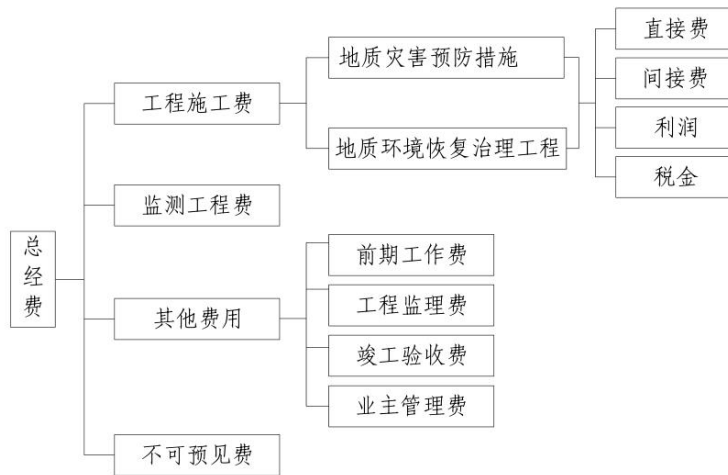 总经费
工程施工费
监测工程费
其他费用
不可预见费
地质灾害预防措施
地质环境恢复治理工程
前期工作费
工程监理费
竣工验收费
业主管理费
直接费
间接费
利润
税金